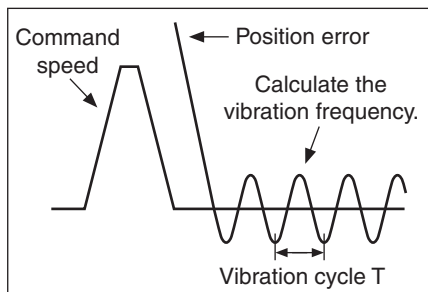 Command
speed
Position error
Calculate the
vibration frequency.
Vibration cycle T